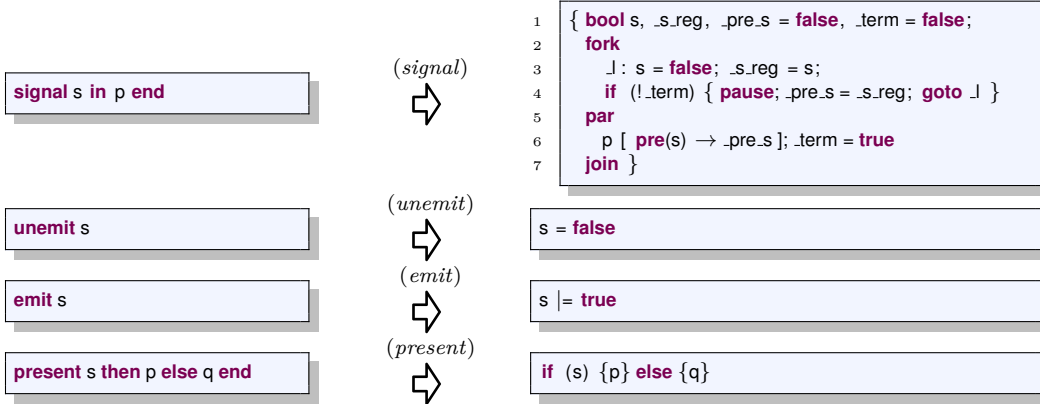 signal s in p end
(signal)
1 { bool s, _s_reg, _pre_s = false, _term = false;
2 fork
3 _l: s = false; _s_reg = s;
4 if (!_term) { pause; _pre_s = _s_reg; goto _l }
5 par
6 p [ pre(s) → _pre_s ]; _term = true
7 join }
unemit s
(unemit)
s = false
emit s
(emit)
s |= true
present s then p else q end
(present)
if (s) {p} else {q}